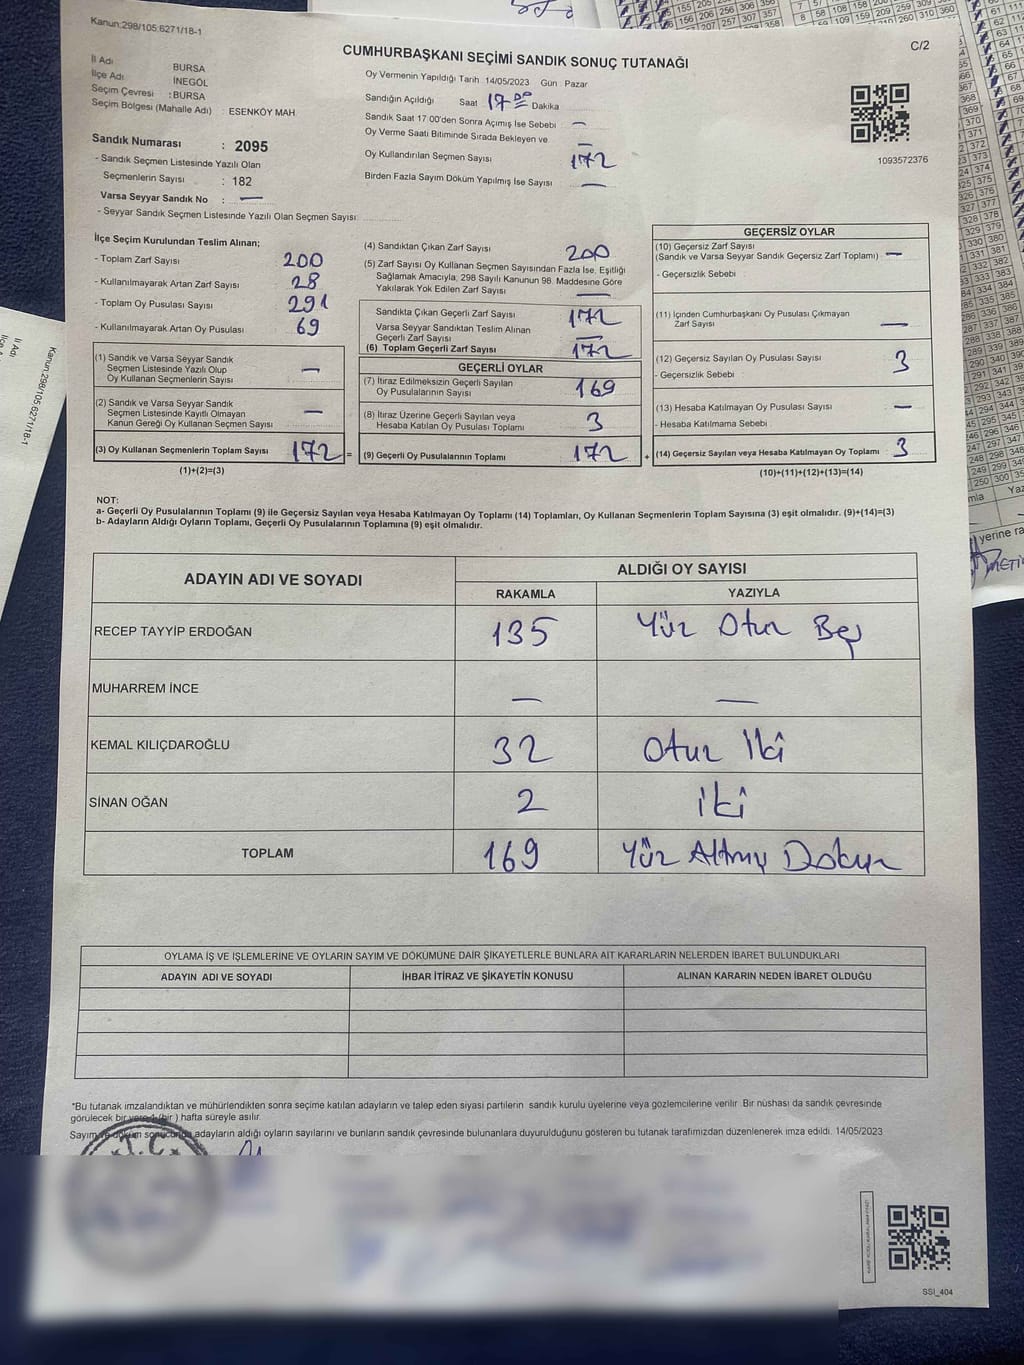 Kanun:298/105:6271/18-1
C/2
CUMHURBAŞKANI SEÇİMİ SANDIK SONUÇ TUTANAĞI
İl Adı BURSA
İlçe Adı İNEGÖL
Seçim Çevresi : BURSA
Seçim Bölgesi (Mahalle Adı) : ESENKÖY MAH
Sandık Numarası : 2095
- Sandık Seçmen Listesinde Yazılı Olan
Seçmenlerin Sayısı : 182
Varsa Seyyar Sandık No : —
- Seyyar Sandık Seçmen Listesinde Yazılı Olan Seçmen Sayısı
Oy Vermenin Yapıldığı Tarih 14/05/2023 Gün Pazar
Sandığın Açıldığı Saat 17 00 Dakika
Sandık Saat 17 00'den Sonra Açılmış İse Sebebi —
Oy Verme Saati Bitiminde Sırada Bekleyen ve —
Oy Kullandırılan Seçmen Sayısı 172
Birden Fazla Sayım Döküm Yapılmış İse Sayısı —
1093572376
İlçe Seçim Kurulundan Teslim Alınan;
- Toplam Zarf Sayısı 200
- Kullanılmayarak Artan Zarf Sayısı 28
- Toplam Oy Pusulası Sayısı 291
- Kullanılmayarak Artan Oy Pusulası 69
(1) Sandık ve Varsa Seyyar Sandık
Seçmen Listesinde Yazılı Olup
Oy Kullanan Seçmenlerin Sayısı —
(2) Sandık ve Varsa Seyyar Sandık
Seçmen Listesinde Kayıtlı Olmayan
Kanun Gereği Oy Kullanan Seçmen Sayısı —
(3) Oy Kullanan Seçmenlerin Toplam Sayısı 172 =
(1)+(2)=(3)
(4) Sandıktan Çıkan Zarf Sayısı 200
(5) Zarf Sayısı Oy Kullanan Seçmen Sayısından Fazla İse, Eşitliği
Sağlamak Amacıyla; 298 Sayılı Kanunun 98. Maddesine Göre
Yakılarak Yok Edilen Zarf Sayısı —
Sandıkta Çıkan Geçerli Zarf Sayısı 172
Varsa Seyyar Sandıktan Teslim Alınan
Geçerli Zarf Sayısı —
(6) Toplam Geçerli Zarf Sayısı 172
GEÇERLİ OYLAR
(7) İtiraz Edilmeksizin Geçerli Sayılan
Oy Pusulalarının Sayısı 169
(8) İtiraz Üzerine Geçerli Sayılan veya
Hesaba Katılan Oy Pusulası Toplamı 3
(9) Geçerli Oy Pusulalarının Toplamı 172 +
GEÇERSİZ OYLAR
(10) Geçersiz Zarf Sayısı
(Sandık ve Varsa Seyyar Sandık Geçersiz Zarf Toplamı) —
- Geçersizlik Sebebi
(11) İçinden Cumhurbaşkanı Oy Pusulası Çıkmayan
Zarf Sayısı —
(12) Geçersiz Sayılan Oy Pusulası Sayısı 3
- Geçersizlik Sebebi
(13) Hesaba Katılmayan Oy Pusulası Sayısı —
- Hesaba Katılmama Sebebi
(14) Geçersiz Sayılan veya Hesaba Katılmayan Oy Toplamı 3
(10)+(11)+(12)+(13)=(14)
NOT:
a- Geçerli Oy Pusulalarının Toplamı (9) ile Geçersiz Sayılan veya Hesaba Katılmayan Oy Toplamı (14) Toplamları, Oy Kullanan Seçmenlerin Toplam Sayısına (3) eşit olmalıdır. (9)+(14)=(3)
b- Adayların Aldığı Oyların Toplamı, Geçerli Oy Pusulalarının Toplamına (9) eşit olmalıdır.
ADAYIN ADI VE SOYADI ALDIĞI OY SAYISI
RAKAMLA YAZIYLA
RECEP TAYYİP ERDOĞAN 135 Yüz Otuz Beş
MUHARREM İNCE — —
KEMAL KILIÇDAROĞLU 32 Otuz İki
SİNAN OĞAN 2 iki
TOPLAM 169 Yüz Altmış Dokuz
OYLAMA İŞ VE İŞLEMLERİNE VE OYLARIN SAYIM VE DÖKÜMÜNE DAİR ŞİKAYETLERLE BUNLARA AİT KARARLARIN NELERDEN İBARET BULUNDUKLARI
ADAYIN ADI VE SOYADI İHBAR İTİRAZ VE ŞİKAYETİN KONUSU ALINAN KARARIN NEDEN İBARET OLDUĞU
*Bu tutanak imzalandıktan ve mühürlendikten sonra seçime katılan adayların ve talep eden siyasi partilerin sandık kurulu üyelerine veya gözlemcilerine verilir. Bir nüshası da sandık çevresinde
görülecek bir yere 1 (bir ) hafta süreyle asılır.
Sayım ve döküm sonucunda adayların aldığı oyların sayılarını ve bunların sandık çevresinde bulunanlara duyurulduğunu gösteren bu tutanak tarafımızdan düzenlenerek imza edildi. 14/05/2023
T.C.
SSI_404